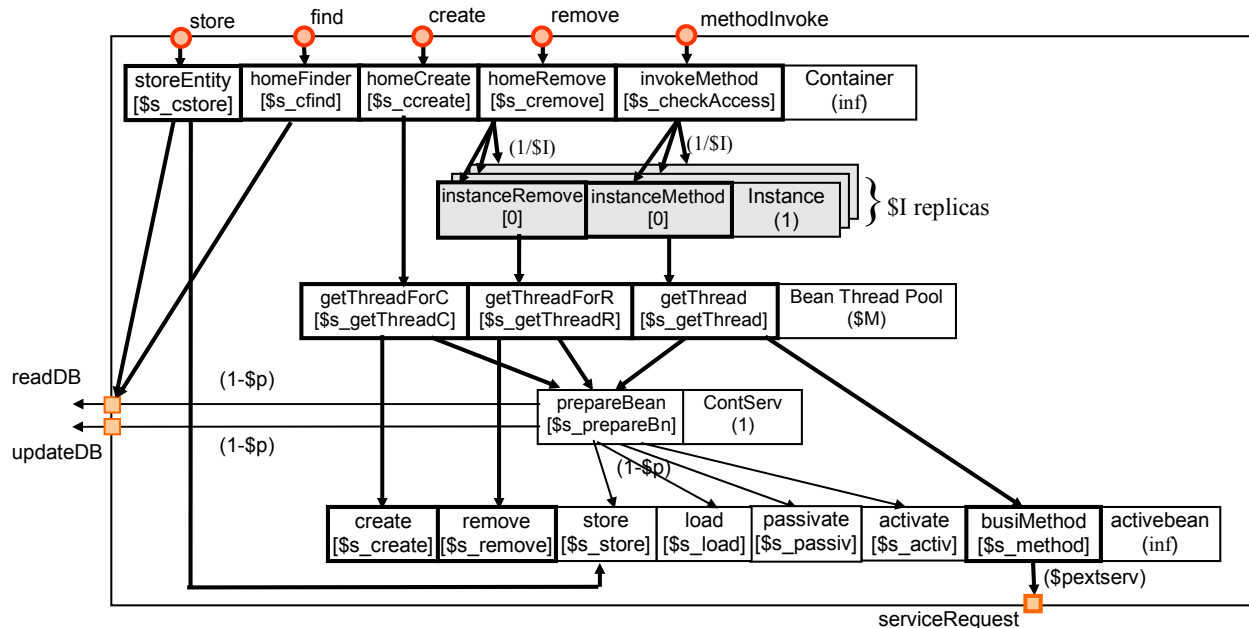 store
find
create
remove
methodInvoke
storeEntity
[$s_cstore]
homeFinder
[$s_cfind]
homeCreate
[$s_ccreate]
homeRemove
[$s_cremove]
invokeMethod
[$s_checkAccess]
Container
(inf)
(1/$I)
(1/$I)
instanceRemove
[0]
instanceMethod
[0]
Instance
(1)
} $I replicas
getThreadForC
[$s_getThreadC]
getThreadForR
[$s_getThreadR]
getThread
[$s_getThread]
Bean Thread Pool
($M)
readDB
(1-$p)
updateDB
(1-$p)
prepareBean
[$s_prepareBn]
ContServ
(1)
(1-$p)
create
[$s_create]
remove
[$s_remove]
store
[$s_store]
load
[$s_load]
passivate
[$s_passiv]
activate
[$s_activ]
busiMethod
[$s_method]
activebean
(inf)
($pextserv)
serviceRequest